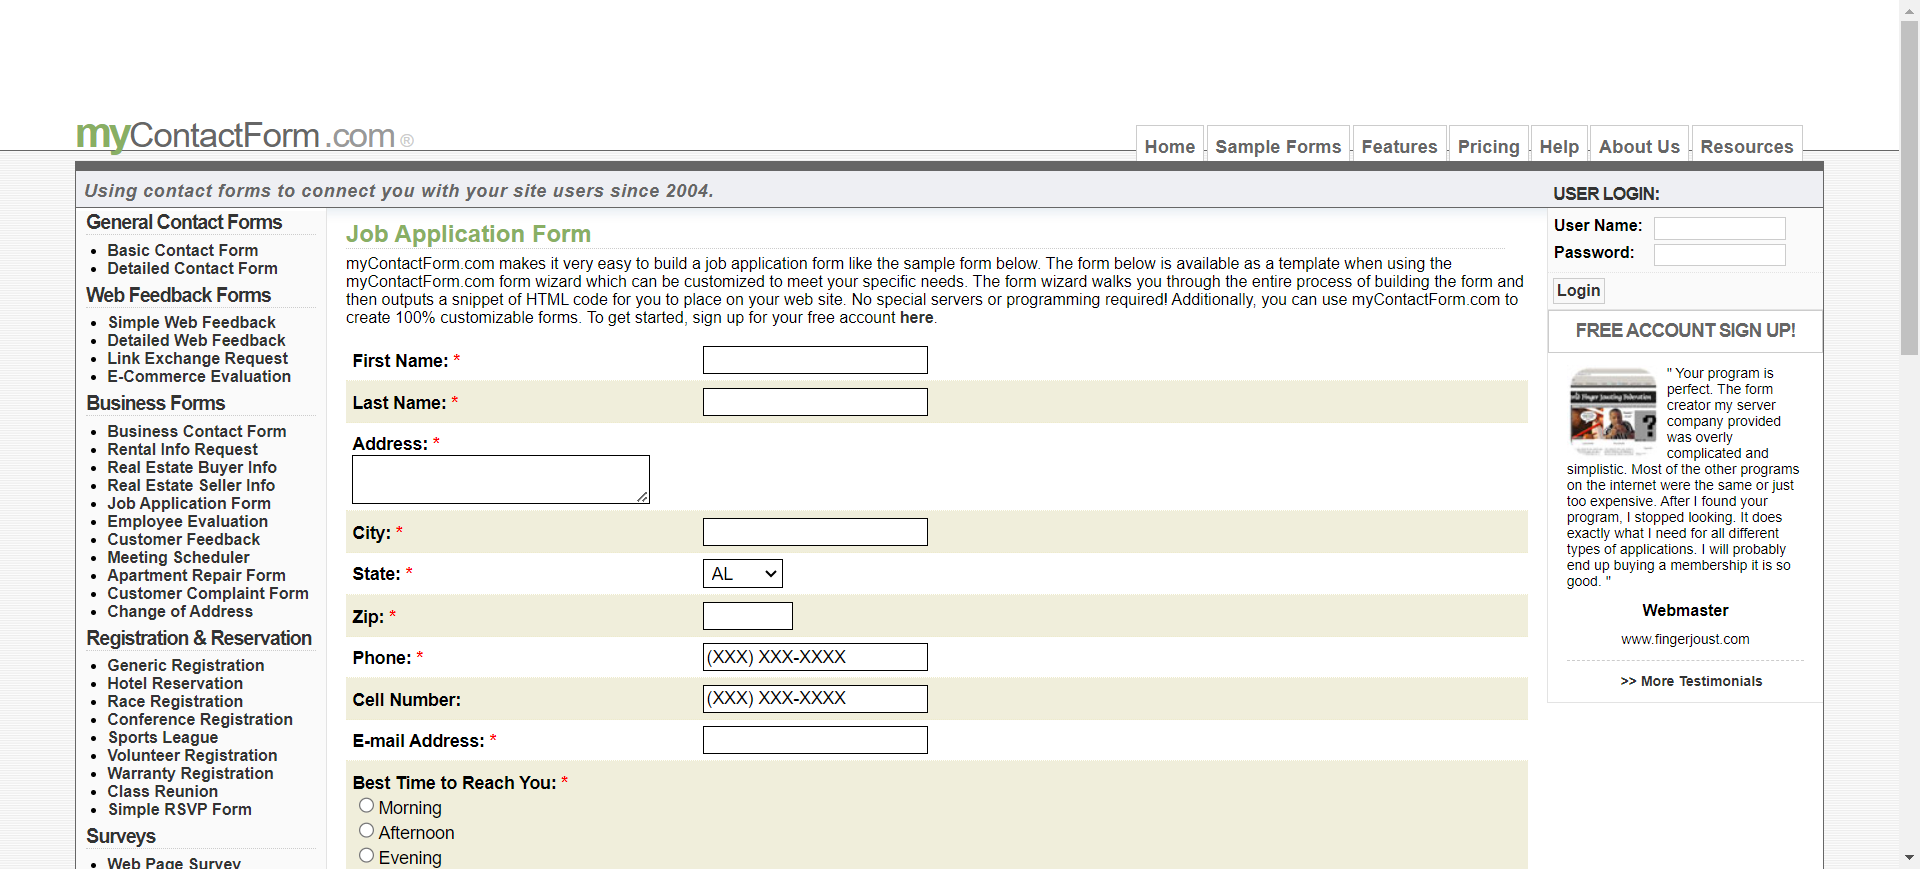 myContactForm.com ®
Home
Sample Forms
Features
Pricing
Help
About Us
Resources
Using contact forms to connect you with your site users since 2004.
General Contact Forms
Basic Contact Form
Detailed Contact Form
Web Feedback Forms
Simple Web Feedback
Detailed Web Feedback
Link Exchange Request
E-Commerce Evaluation
Business Forms
Business Contact Form
Rental Info Request
Real Estate Buyer Info
Real Estate Seller Info
Job Application Form
Employee Evaluation
Customer Feedback
Meeting Scheduler
Apartment Repair Form
Customer Complaint Form
Change of Address
Registration & Reservation
Generic Registration
Hotel Reservation
Race Registration
Conference Registration
Sports League
Volunteer Registration
Warranty Registration
Class Reunion
Simple RSVP Form
Surveys
Web Page Survey
Job Application Form
myContactForm.com makes it very easy to build a job application form like the sample form below. The form below is available as a template when using the
myContactForm.com form wizard which can be customized to meet your specific needs. The form wizard walks you through the entire process of building the form and
then outputs a snippet of HTML code for you to place on your web site. No special servers or programming required! Additionally, you can use myContactForm.com to
create 100% customizable forms. To get started, sign up for your free account here.
First Name: *
Last Name: *
Address: *
City: *
State: * AL
Zip: *
Phone: * (XXX) XXX-XXXX
Cell Number: (XXX) XXX-XXXX
E-mail Address: *
Best Time to Reach You: *
Morning
Afternoon
Evening
USER LOGIN:
User Name:
Password:
Login
FREE ACCOUNT SIGN UP!
" Your program is
perfect. The form
creator my server
company provided
was overly
complicated and
simplistic. Most of the other programs
on the internet were the same or just
too expensive. After I found your
program, I stopped looking. It does
exactly what I need for all different
types of applications. I will probably
end up buying a membership it is so
good. "
Webmaster
www.fingerjoust.com
>> More Testimonials